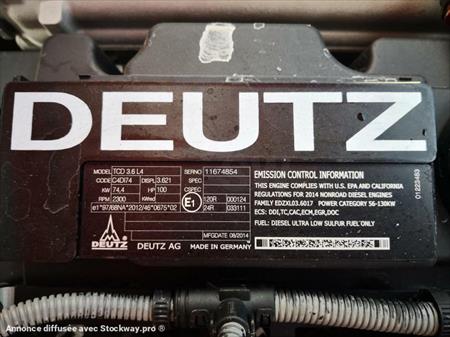 DEUTZ
MODEL TCD 3.6 L4 SERNO 11674854
CODE C4DI74 DISPL 3.621 SPEC
KW 74,4 HP 100 SPEC
RPM 2300 KWred E1 120R 000124
e1*97/68NA*2012/46*0675*02 24R 033111
DEUTZ
DEUTZ AG MADE IN GERMANY
MFGDATE 08/2014
EMISSION CONTROL INFORMATION
THIS ENGINE COMPLIES WITH U.S. EPA AND CALIFORNIA
REGULATIONS FOR 2014 NONROAD DIESEL ENGINES
FAMILY EDZXL03.6017 POWER CATEGORY 56-130KW
ECS: DDI,TC,CAC,ECM,EGR,DOC
FUEL: DIESEL ULTRA LOW SULFUR FUEL ONLY
01223463
Annonce diffusée avec Stockway.pro ®